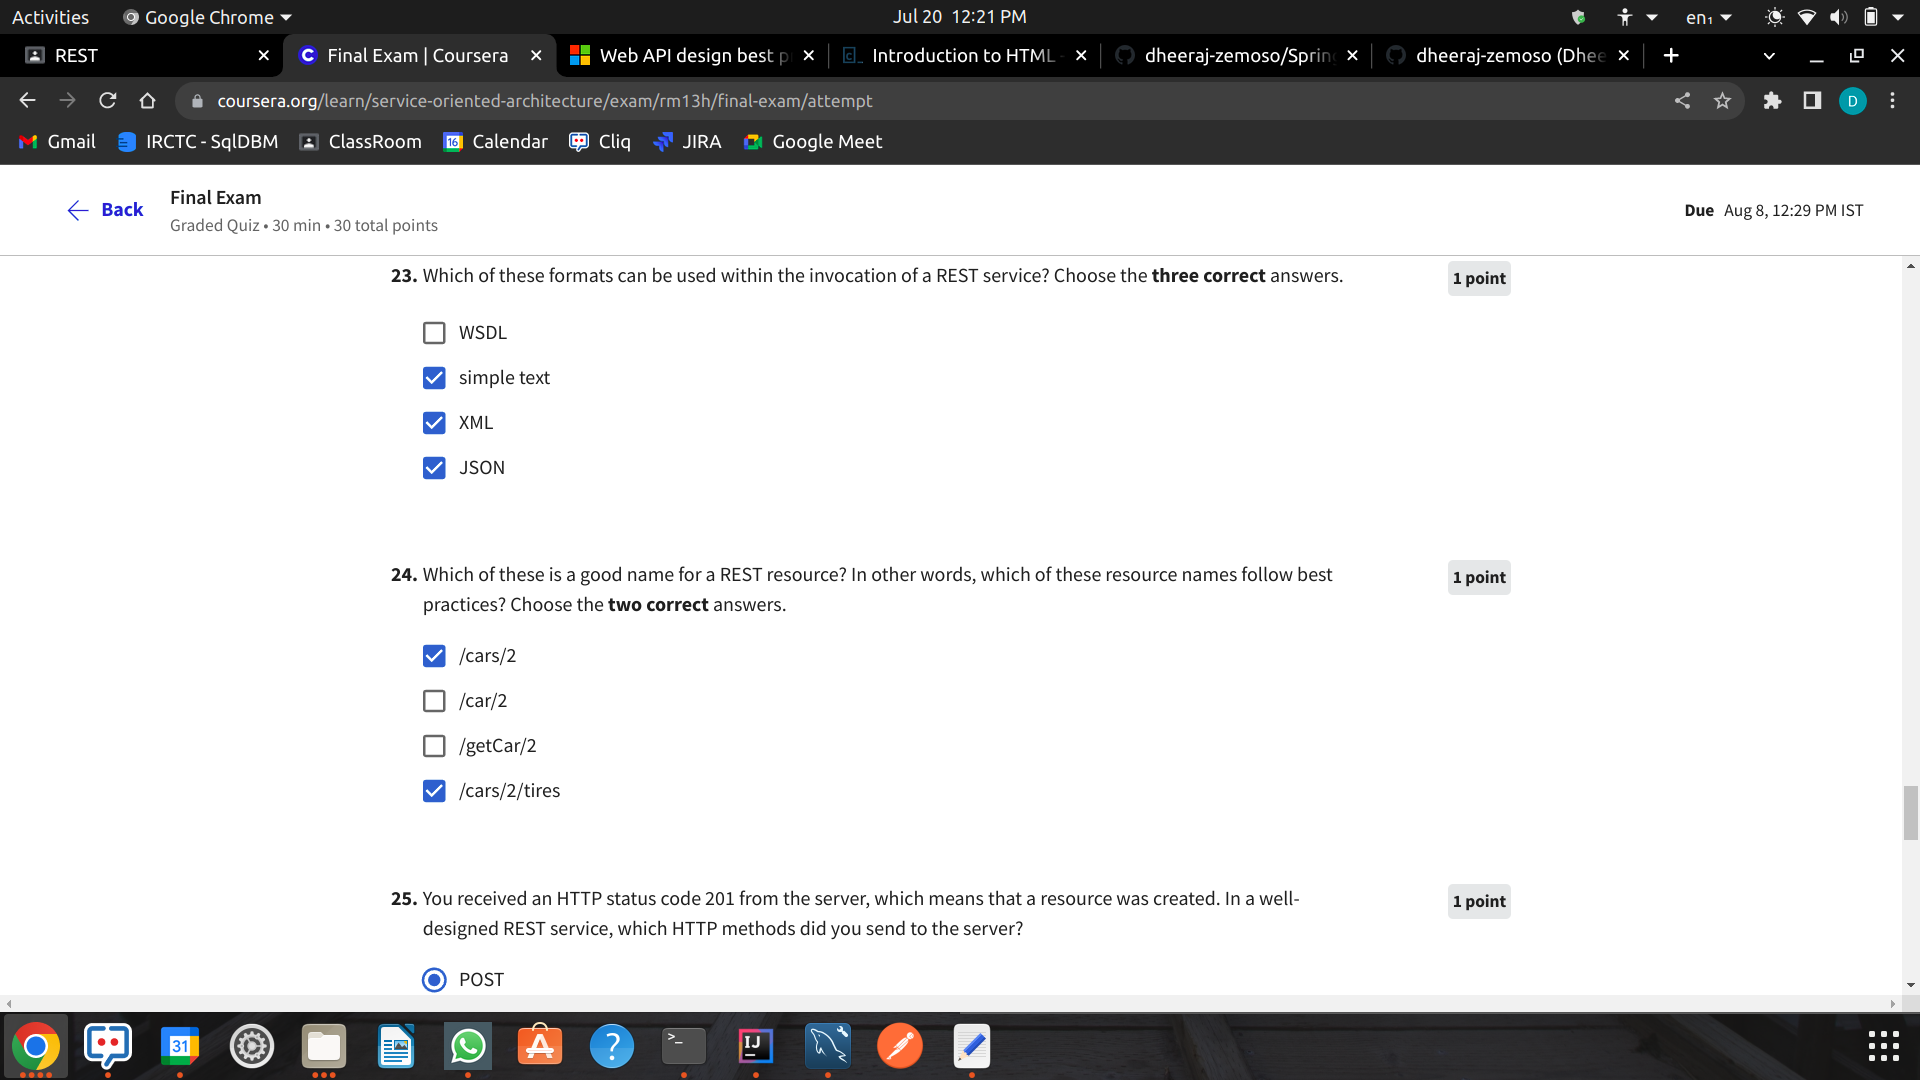 Activities
Google Chrome
Jul 20 12:21 PM
en₁
REST
Final Exam | Coursera
Web API design best p
Introduction to HTML
dheeraj-zemoso/Spring
dheeraj-zemoso (Dhee
coursera.org/learn/service-oriented-architecture/exam/rm13h/final-exam/attempt
D
Gmail
IRCTC - SqlDBM
ClassRoom
16
Calendar
Cliq
JIRA
Google Meet
Back
Final Exam
Graded Quiz • 30 min • 30 total points
Due Aug 8, 12:29 PM IST
23. Which of these formats can be used within the invocation of a REST service? Choose the three correct answers.
1 point
WSDL
simple text
XML
JSON
24. Which of these is a good name for a REST resource? In other words, which of these resource names follow best
practices? Choose the two correct answers.
1 point
/cars/2
/car/2
/getCar/2
/cars/2/tires
25. You received an HTTP status code 201 from the server, which means that a resource was created. In a well-
designed REST service, which HTTP methods did you send to the server?
1 point
POST
31
IJ